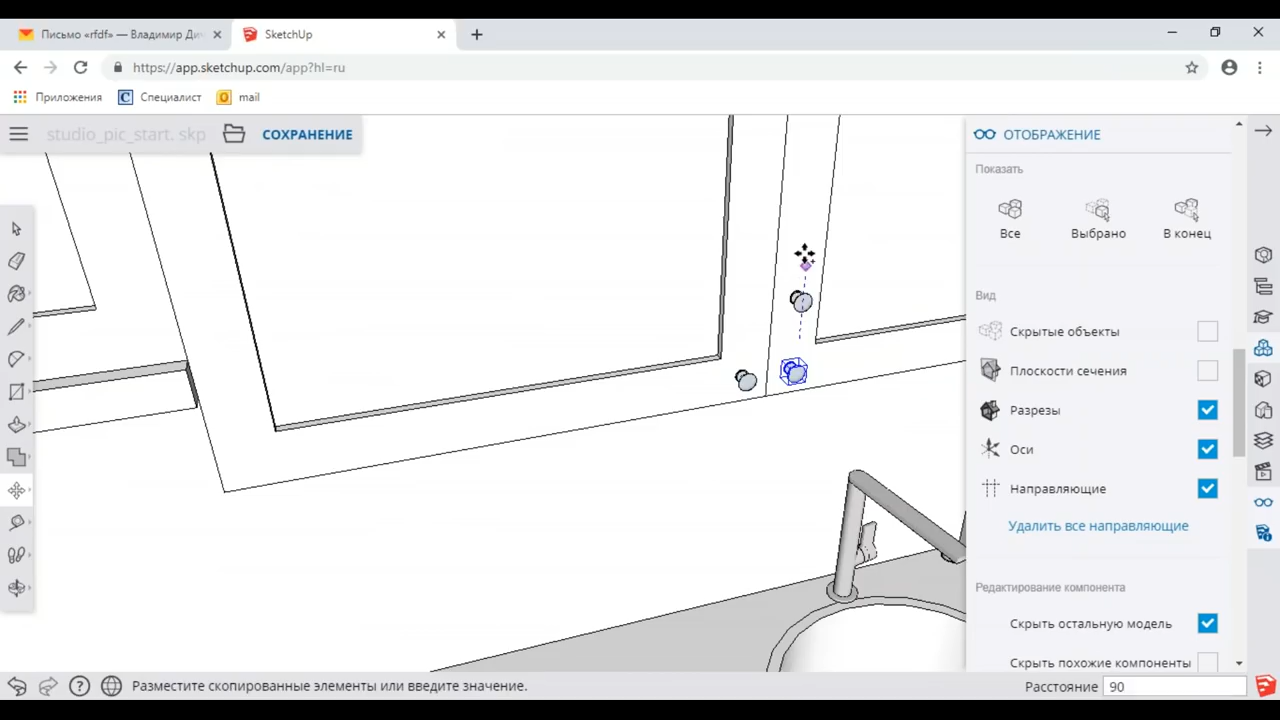 Письмо «rfdf» — Владимир Дич
SketchUp
https://app.sketchup.com/app?hl=ru
Приложения
Специалист
mail
studio_pic_start. skp
СОХРАНЕНИЕ
ОТОБРАЖЕНИЕ
Показать
Все
Выбрано
В конец
Вид
Скрытые объекты
Плоскости сечения
Разрезы
Оси
Направляющие
Удалить все направляющие
Редактирование компонента
Скрыть остальную модель
Скрыть похожие компоненты
Разместите скопированные элементы или введите значение.
Расстояние 90